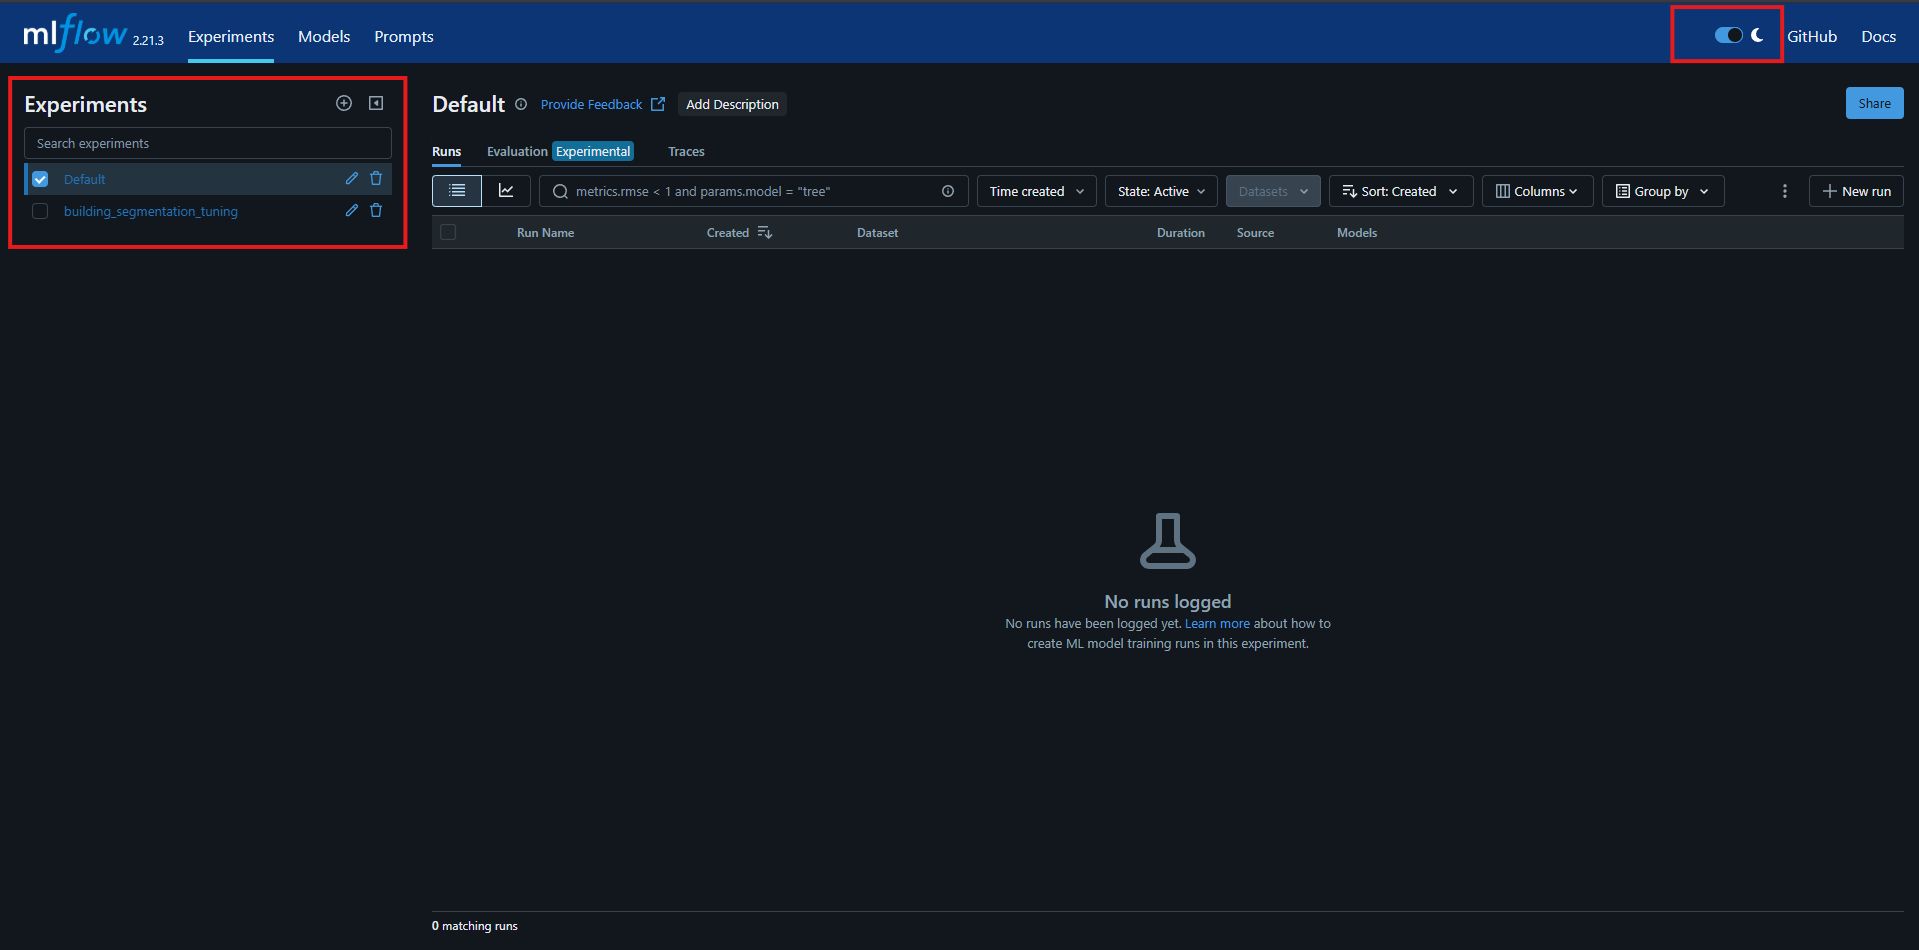 mlflow 2.21.3 Experiments Models Prompts GitHub Docs
Experiments
Search experiments
Default
building_segmentation_tuning
Default Provide Feedback Add Description Share
Runs Evaluation Experimental Traces
metrics.rmse < 1 and params.model = "tree" Time created State: Active Datasets Sort: Created Columns Group by New run
Run Name Created Dataset Duration Source Models
No runs logged
No runs have been logged yet. Learn more about how to
create ML model training runs in this experiment.
0 matching runs